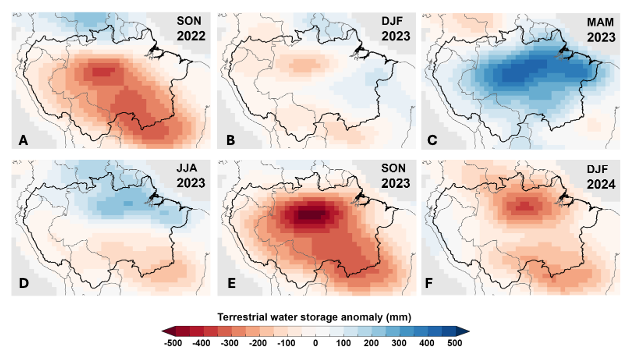 SON
2022
A
DJF
2023
B
MAM
2023
C
JJA
2023
D
SON
2023
E
DJF
2024
F
Terrestrial water storage anomaly (mm)
-500 -400 -300 -200 -100 0 100 200 300 400 500